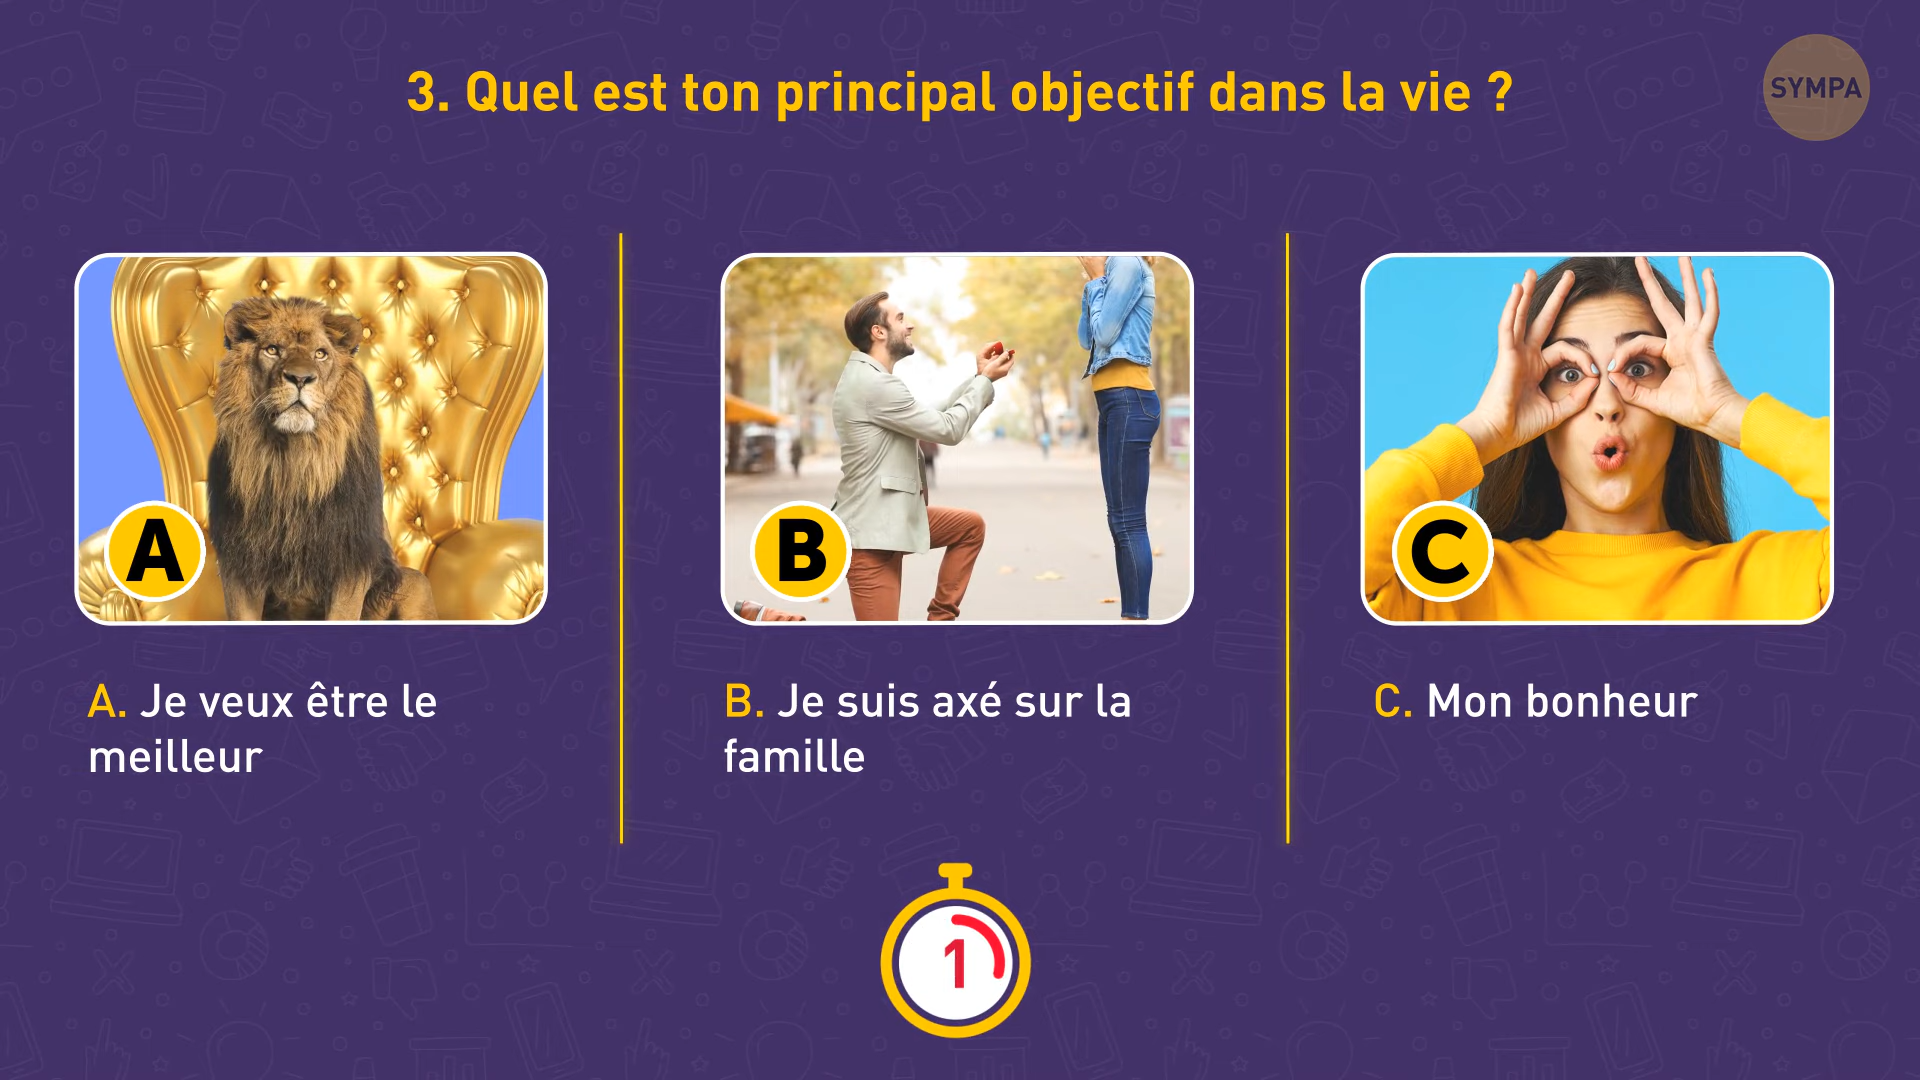 3. Quel est ton principal objectif dans la vie ?
SYMPA
A
B
C
A. Je veux être le
meilleur
B. Je suis axé sur la
famille
C. Mon bonheur
1